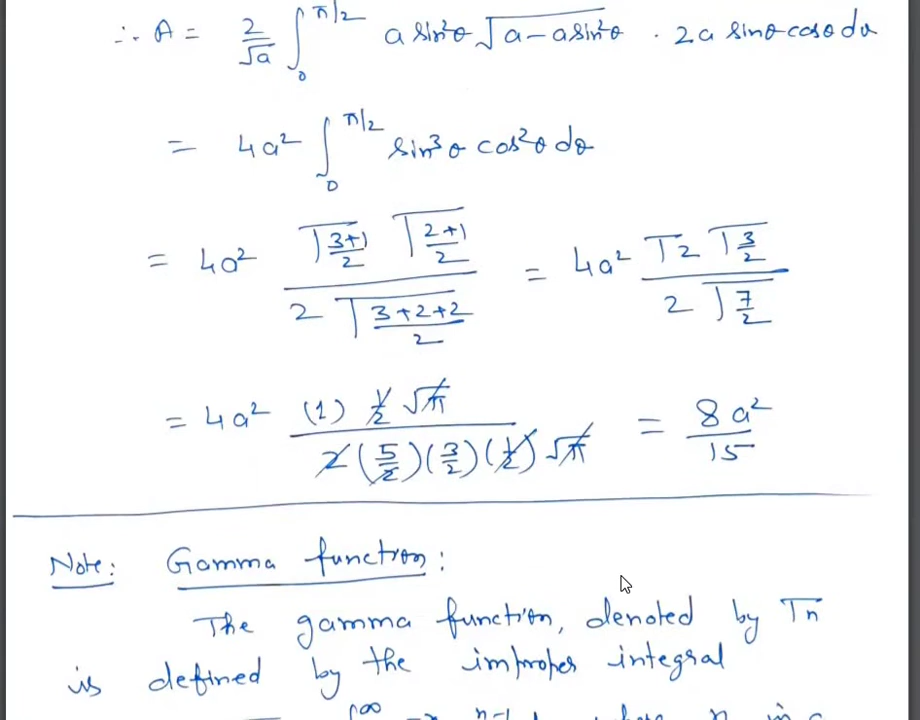 ∴ A = 2/√a ∫₀^(π/2) a sin²θ √(a − a sin²θ) · 2a sinθ cosθ dθ
= 4a² ∫₀^(π/2) sin³θ cos²θ dθ
= 4a² (Γ((3+1)/2) Γ((2+1)/2)) / (2 Γ((3+2+2)/2)) = 4a² (Γ2 Γ(3/2)) / (2 Γ(7/2))
= 4a² ((1) 1/2 √π) / (2 (5/2)(3/2)(1/2) √π) = 8a²/15
Note: Gamma function:
The gamma function, denoted by Γn
is defined by the improper integral